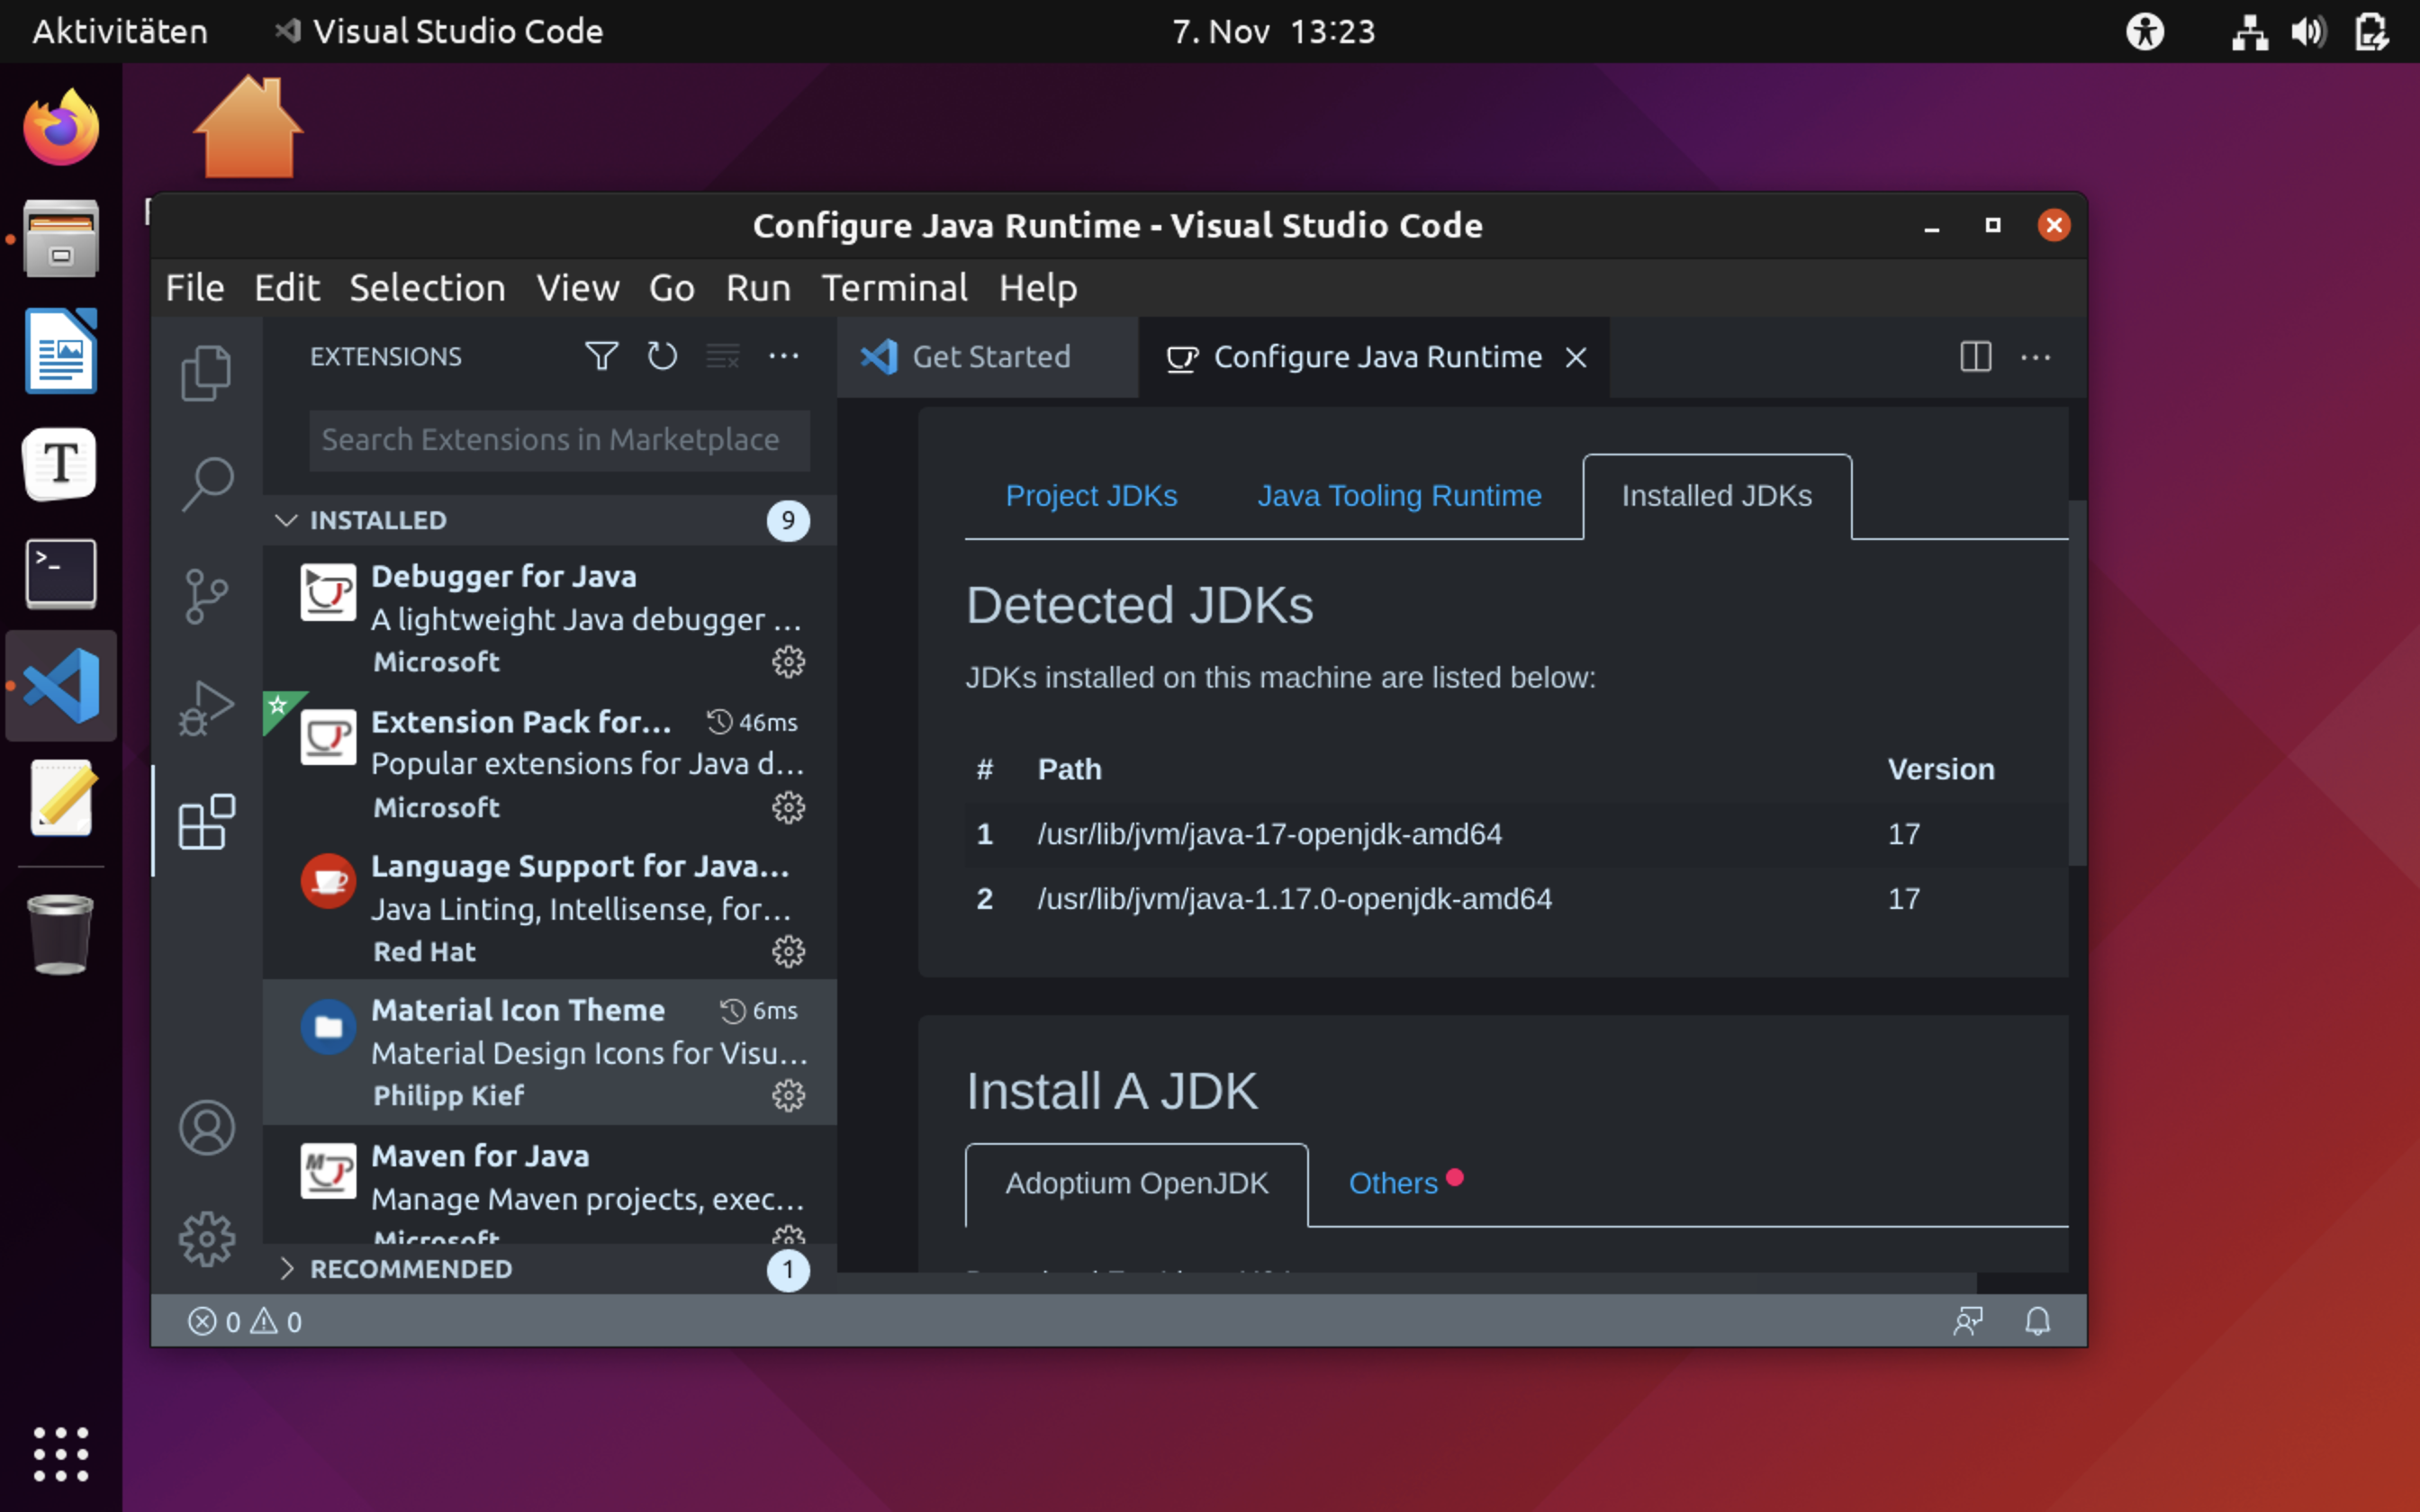 Aktivitäten
Visual Studio Code
7. Nov 13:23
Configure Java Runtime - Visual Studio Code
File Edit Selection View Go Run Terminal Help
EXTENSIONS
Search Extensions in Marketplace
INSTALLED 9
Debugger for Java
A lightweight Java debugger ...
Microsoft
Extension Pack for... 46ms
Popular extensions for Java d...
Microsoft
Language Support for Java...
Java Linting, Intellisense, for...
Red Hat
Material Icon Theme 6ms
Material Design Icons for Visu...
Philipp Kief
Maven for Java
Manage Maven projects, exec...
Microsoft
RECOMMENDED 1
Get Started
Configure Java Runtime
Project JDKs
Java Tooling Runtime
Installed JDKs
Detected JDKs
JDKs installed on this machine are listed below:
# Path Version
1 /usr/lib/jvm/java-17-openjdk-amd64 17
2 /usr/lib/jvm/java-1.17.0-openjdk-amd64 17
Install A JDK
Adoptium OpenJDK
Others
0 0